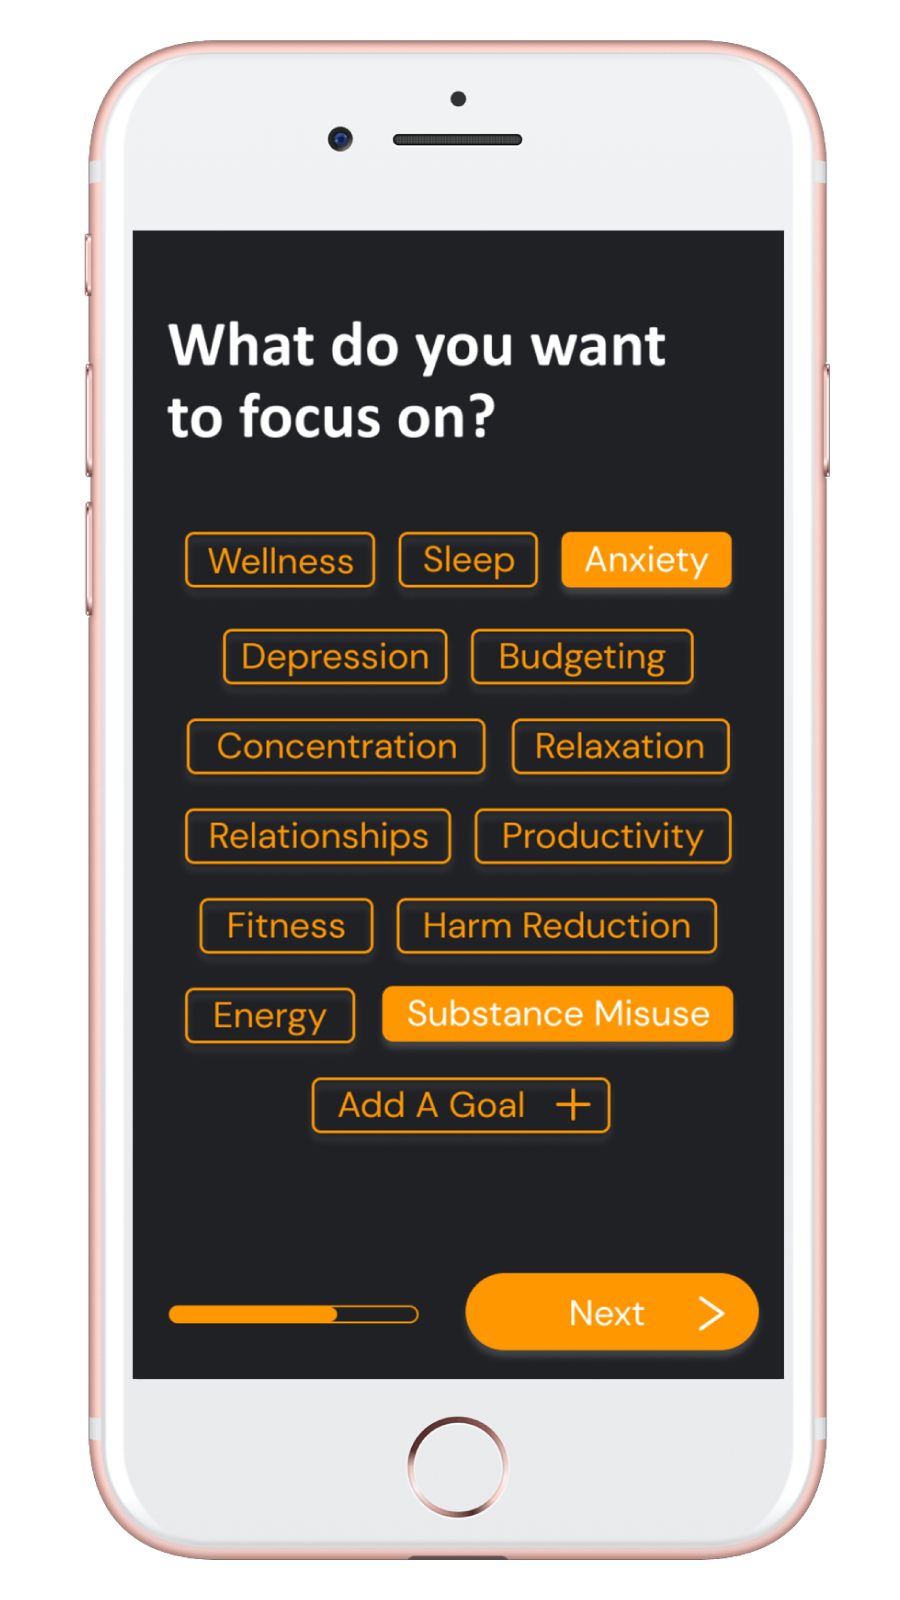 What do you want
to focus on?
Wellness Sleep Anxiety
Depression Budgeting
Concentration Relaxation
Relationships Productivity
Fitness Harm Reduction
Energy Substance Misuse
Add A Goal +
Next >